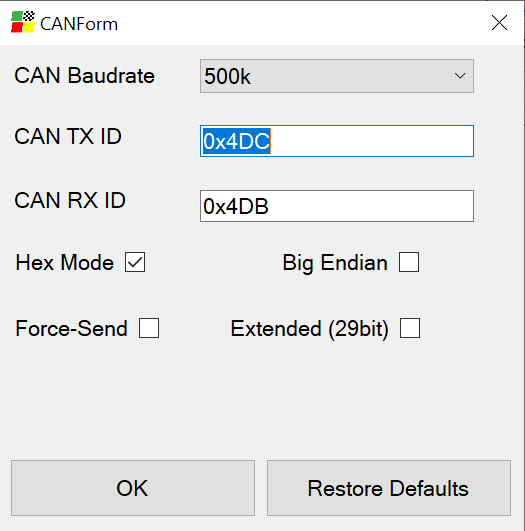 CANForm
CAN Baudrate 500k
CAN TX ID 0x4DC
CAN RX ID 0x4DB
Hex Mode Big Endian
Force-Send Extended (29bit)
OK Restore Defaults